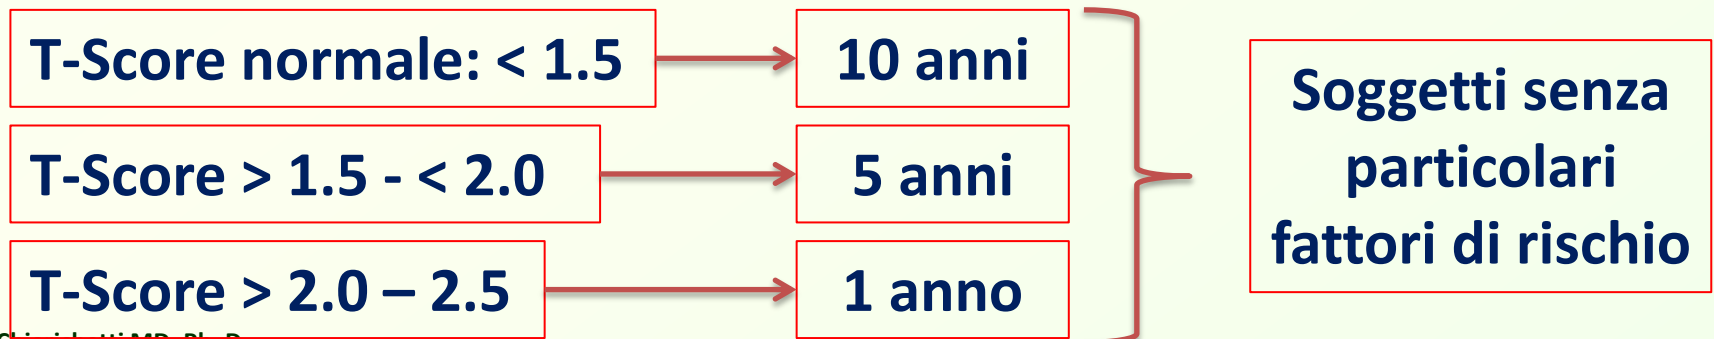 T-Score normale: < 1.5
10 anni
T-Score > 1.5 - < 2.0
5 anni
T-Score > 2.0 – 2.5
1 anno
Soggetti senza
particolari
fattori di rischio